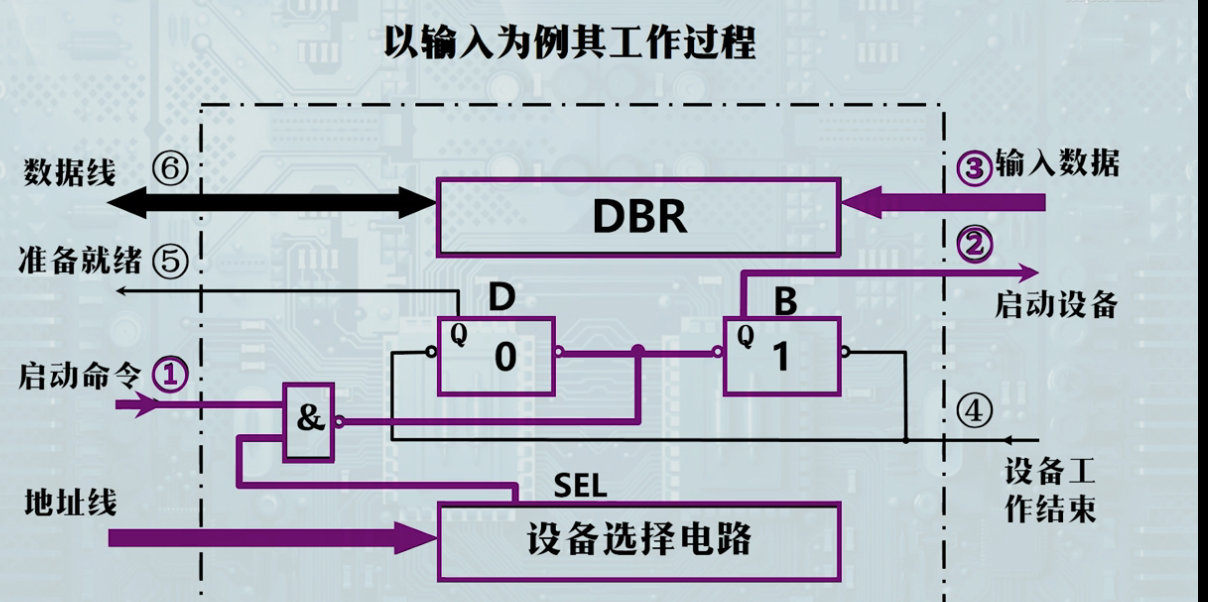 以输入为例其工作过程
数据线 ⑥
③ 输入数据
DBR
②
准备就绪 ⑤
启动设备
D
B
Q
0
Q
1
启动命令 ①
&
④
设备工
作结束
SEL
地址线
设备选择电路